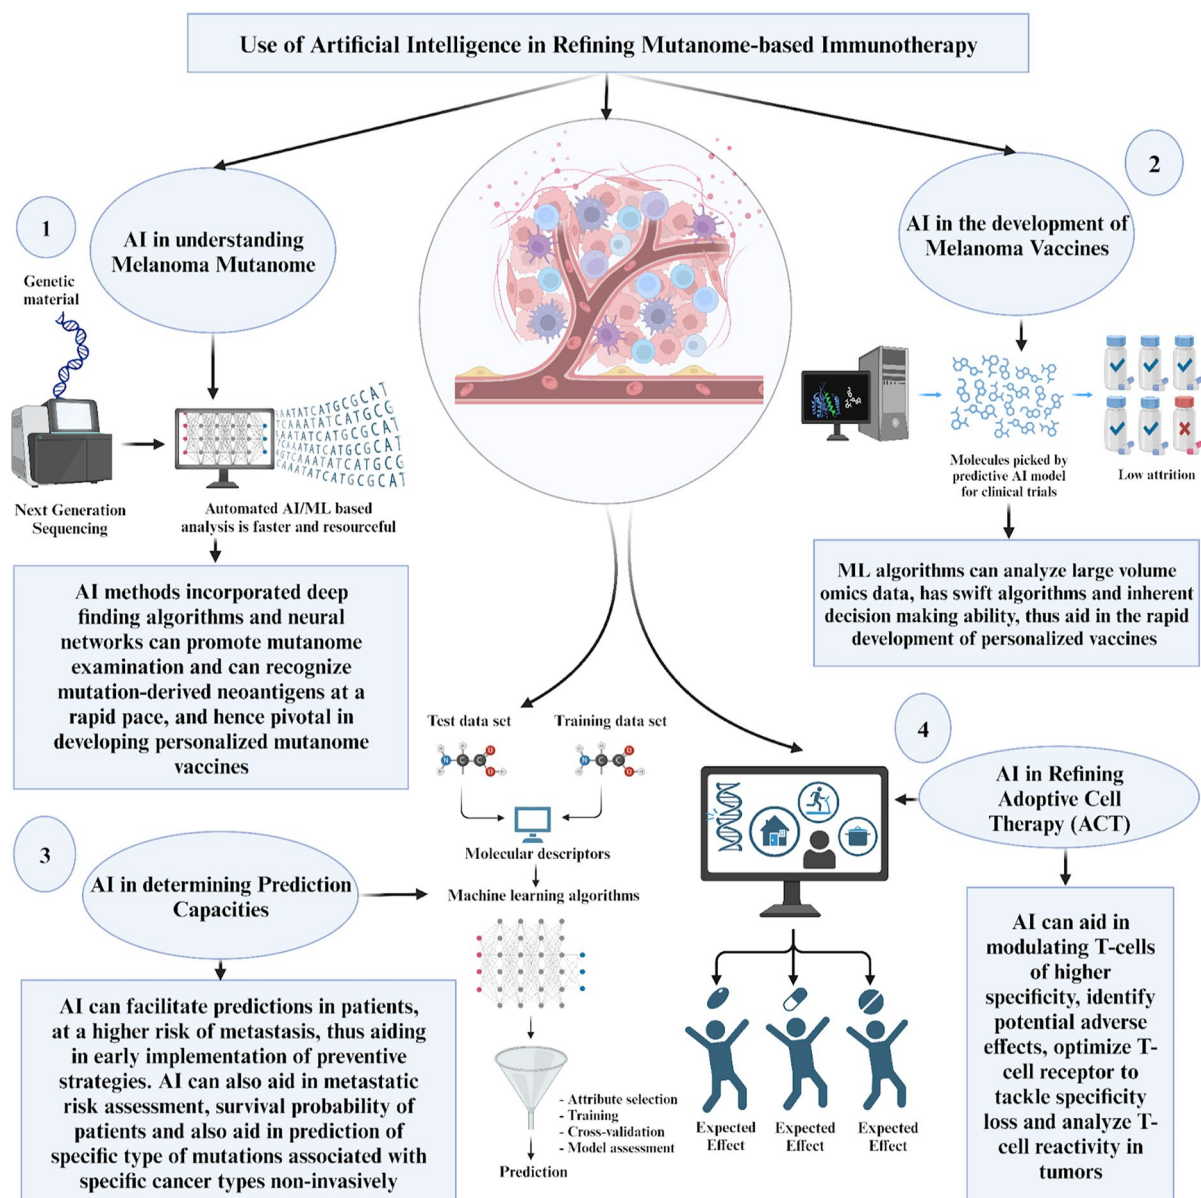 Use of Artificial Intelligence in Refining Mutanome-based Immunotherapy
1
AI in understanding
Melanoma Mutanome
Genetic
material
Next Generation
Sequencing
AATATCATGCGCAT
TCAAATATCATGCG
AAATATCATGCGCAT
TCAAATATCATGCGCAT
AGTCAAATATCATGCG
CAAATATCATGCGCAT
Automated AI/ML based
analysis is faster and resourceful
AI methods incorporated deep
finding algorithms and neural
networks can promote mutanome
examination and can recognize
mutation-derived neoantigens at a
rapid pace, and hence pivotal in
developing personalized mutanome
vaccines
2
AI in the development of
Melanoma Vaccines
Molecules picked by
predictive AI model
for clinical trials
Low attrition
ML algorithms can analyze large volume
omics data, has swift algorithms and inherent
decision making ability, thus aid in the rapid
development of personalized vaccines
3
AI in determining Prediction
Capacities
AI can facilitate predictions in patients,
at a higher risk of metastasis, thus aiding
in early implementation of preventive
strategies. AI can also aid in metastatic
risk assessment, survival probability of
patients and also aid in prediction of
specific type of mutations associated with
specific cancer types non-invasively
Test data set
Training data set
H N C C O O H
H N C C O O H
Molecular descriptors
Machine learning algorithms
- Attribute selection
- Training
- Cross-validation
- Model assessment
Prediction
4
AI in Refining
Adoptive Cell
Therapy (ACT)
Expected
Effect
Expected
Effect
Expected
Effect
AI can aid in
modulating T-cells
of higher
specificity, identify
potential adverse
effects, optimize T-
cell receptor to
tackle specificity
loss and analyze T-
cell reactivity in
tumors